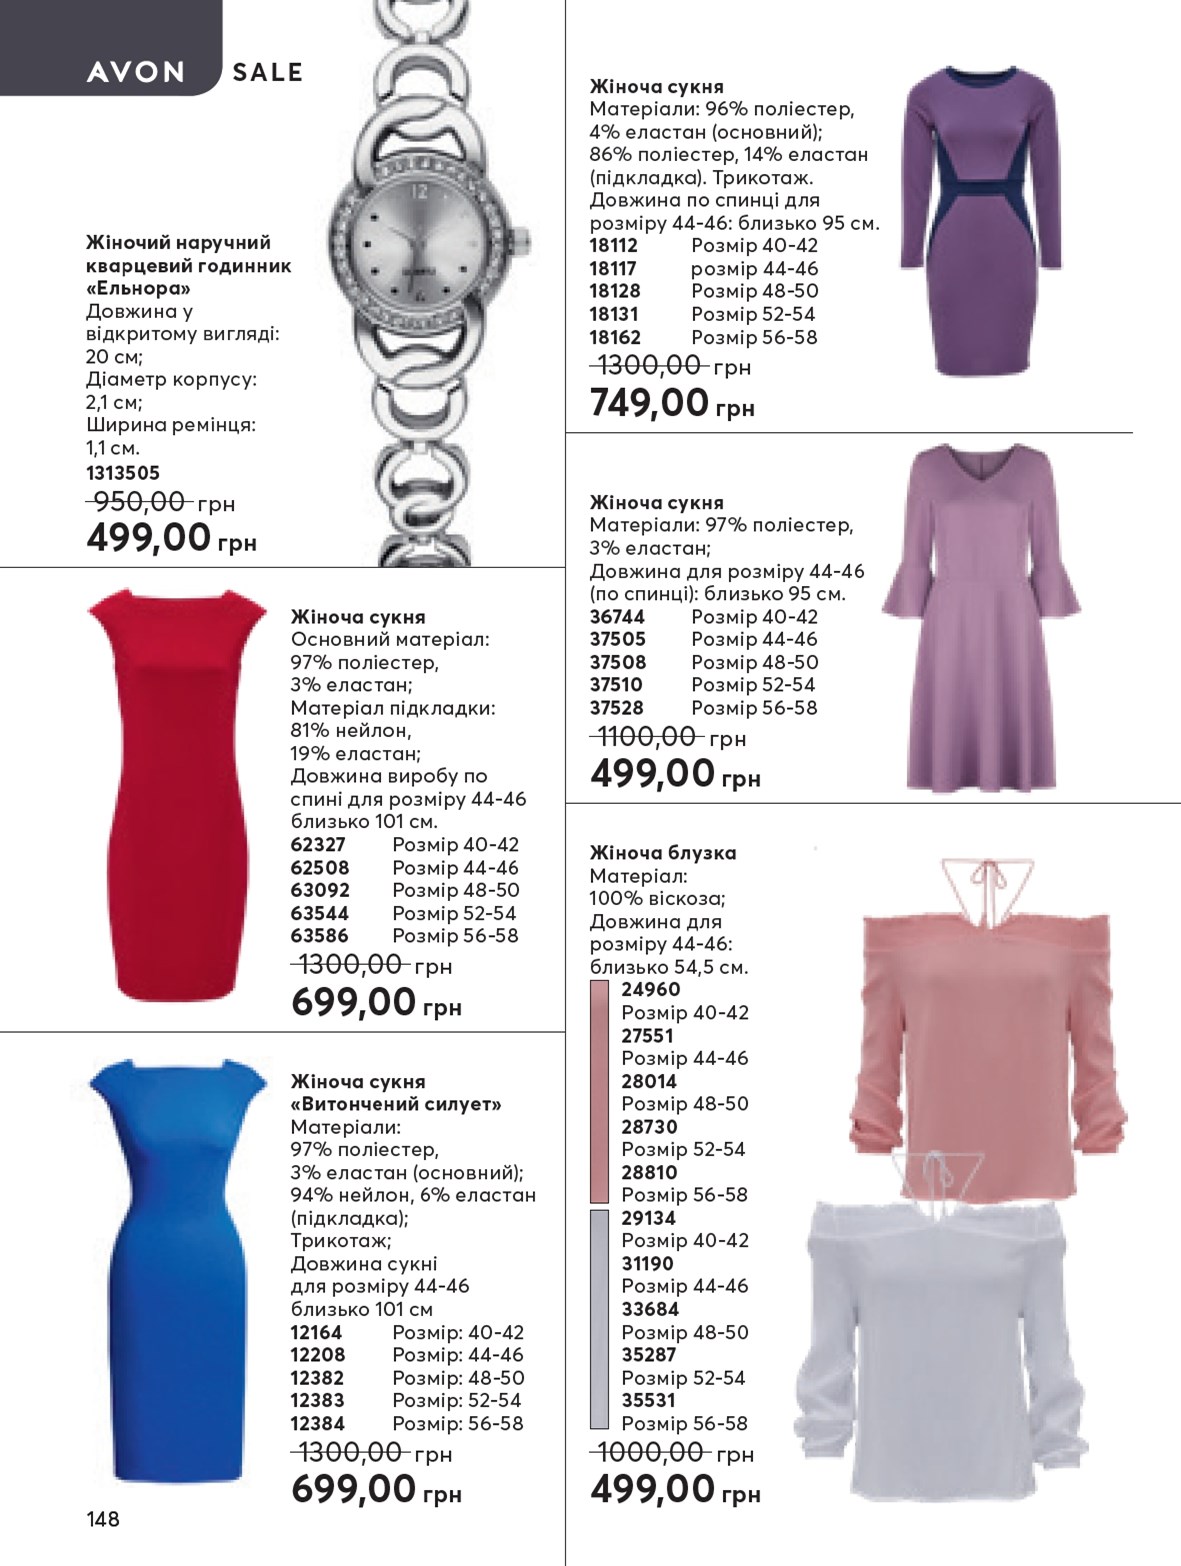 AVON SALE
Жіночий наручний
кварцевий годинник
«Ельнора»
Довжина у
відкритому вигляді:
20 см;
Діаметр корпусу:
2,1 см;
Ширина ремінця:
1,1 см.
1313505
950,00 грн
499,00 грн
12
QUARTZ
Жіноча сукня
Основний матеріал:
97% поліестер,
3% еластан;
Матеріал підкладки:
81% нейлон,
19% еластан;
Довжина виробу по
спині для розміру 44-46
близько 101 см.
62327 Розмір 40-42
62508 Розмір 44-46
63092 Розмір 48-50
63544 Розмір 52-54
63586 Розмір 56-58
1300,00 грн
699,00 грн
Жіноча сукня
«Витончений силует»
Матеріали:
97% поліестер,
3% еластан (основний);
94% нейлон, 6% еластан
(підкладка);
Трикотаж;
Довжина сукні
для розміру 44-46
близько 101 см
12164 Розмір: 40-42
12208 Розмір: 44-46
12382 Розмір: 48-50
12383 Розмір: 52-54
12384 Розмір: 56-58
1300,00 грн
699,00 грн
148
Жіноча сукня
Матеріали: 96% поліестер,
4% еластан (основний);
86% поліестер, 14% еластан
(підкладка). Трикотаж.
Довжина по спинці для
розміру 44-46: близько 95 см.
18112 Розмір 40-42
18117 розмір 44-46
18128 Розмір 48-50
18131 Розмір 52-54
18162 Розмір 56-58
1300,00 грн
749,00 грн
Жіноча сукня
Матеріали: 97% поліестер,
3% еластан;
Довжина для розміру 44-46
(по спинці): близько 95 см.
36744 Розмір 40-42
37505 Розмір 44-46
37508 Розмір 48-50
37510 Розмір 52-54
37528 Розмір 56-58
1100,00 грн
499,00 грн
Жіноча блузка
Матеріал:
100% віскоза;
Довжина для
розміру 44-46:
близько 54,5 см.
24960
Розмір 40-42
27551
Розмір 44-46
28014
Розмір 48-50
28730
Розмір 52-54
28810
Розмір 56-58
29134
Розмір 40-42
31190
Розмір 44-46
33684
Розмір 48-50
35287
Розмір 52-54
35531
Розмір 56-58
1000,00 грн
499,00 грн